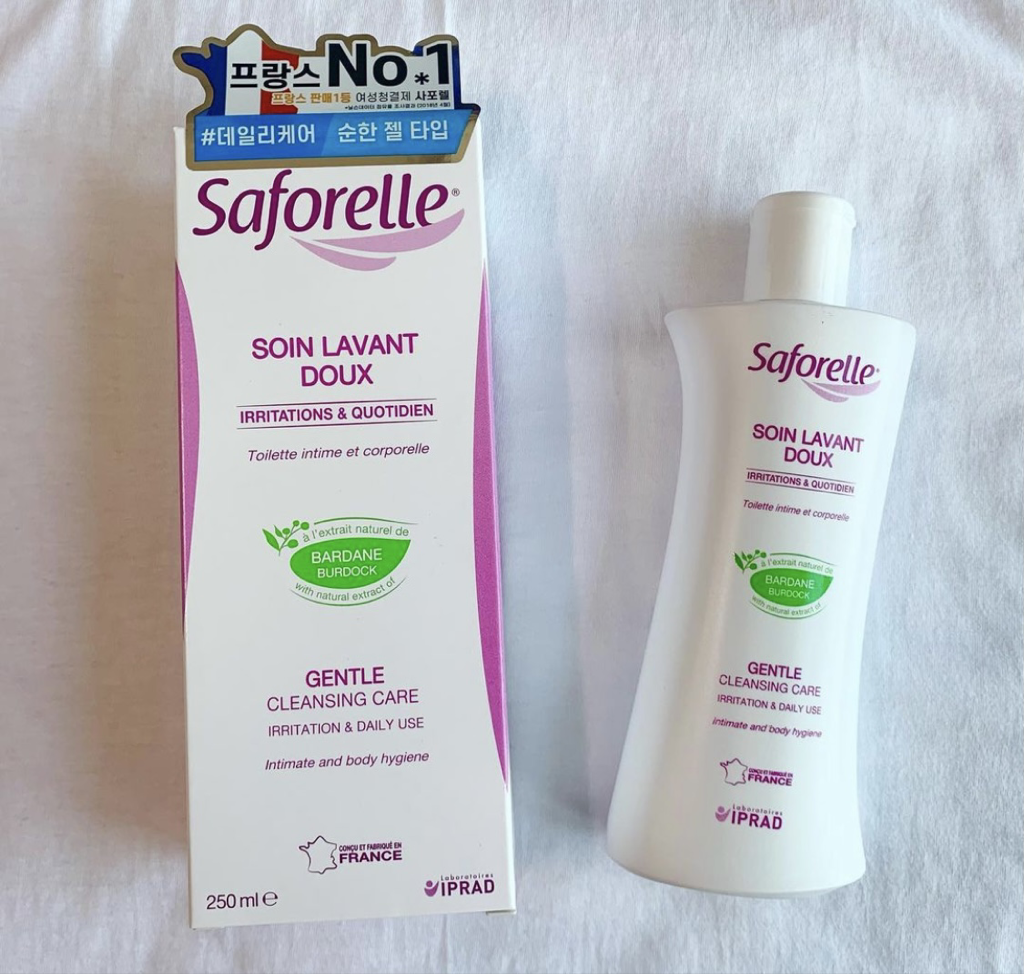 프랑스 No*1
프랑스 판매1등 여성청결제 사포렐
#데일리케어 순한 젤 타입
Saforelle®
SOIN LAVANT
DOUX
IRRITATIONS & QUOTIDIEN
Toilette intime et corporelle
à l'extrait naturel de
BARDANE
BURDOCK
with natural extract of
GENTLE
CLEANSING CARE
IRRITATION & DAILY USE
Intimate and body hygiene
CONÇU ET FABRIQUÉ EN
FRANCE
250 ml ℮
Laboratoires
IPRAD
Saforelle®
SOIN LAVANT
DOUX
IRRITATIONS & QUOTIDIEN
Toilette intime et corporelle
à l'extrait naturel de
BARDANE
BURDOCK
with natural extract of
GENTLE
CLEANSING CARE
IRRITATION & DAILY USE
Intimate and body hygiene
CONÇU ET FABRIQUÉ EN
FRANCE
Laboratoires
IPRAD